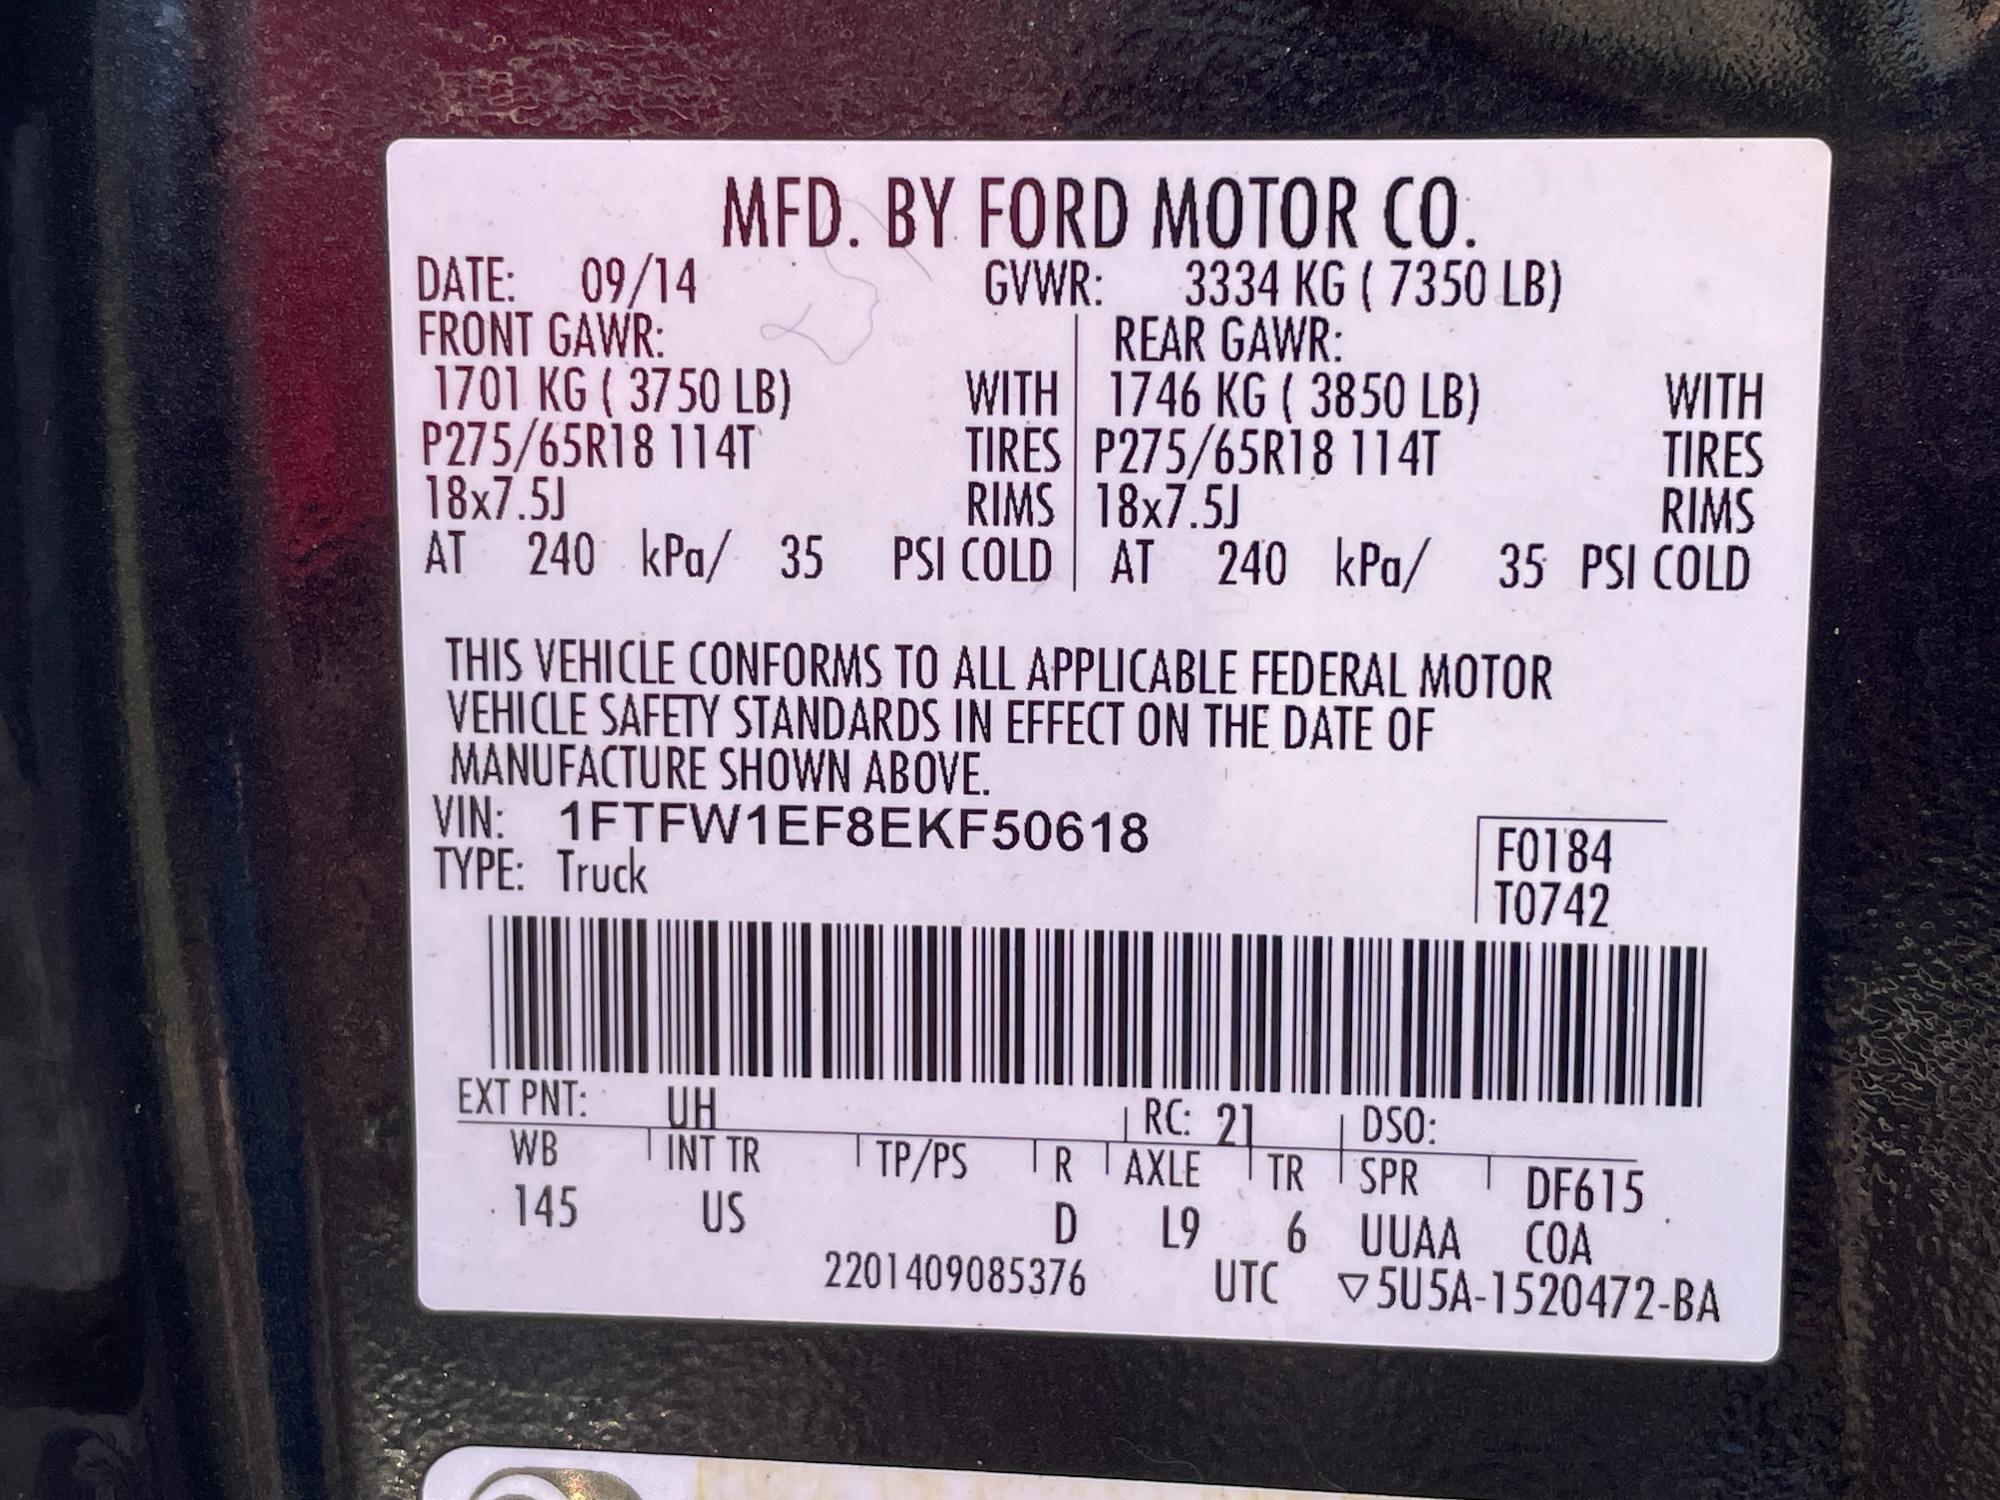 MFD. BY FORD MOTOR CO.
DATE: 09/14 GVWR: 3334 KG ( 7350 LB)
FRONT GAWR: REAR GAWR:
1701 KG ( 3750 LB) WITH 1746 KG ( 3850 LB) WITH
P275/65R18 114T TIRES P275/65R18 114T TIRES
18x7.5J RIMS 18x7.5J RIMS
AT 240 kPa/ 35 PSI COLD AT 240 kPa/ 35 PSI COLD
THIS VEHICLE CONFORMS TO ALL APPLICABLE FEDERAL MOTOR
VEHICLE SAFETY STANDARDS IN EFFECT ON THE DATE OF
MANUFACTURE SHOWN ABOVE.
VIN: 1FTFW1EF8EKF50618
TYPE: Truck
F0184
T0742
EXT PNT: UH RC: 21 DSO:
WB INT TR TP/PS R AXLE TR SPR DF615
145 US D L9 6 UUAA COA
2201409085376 UTC ▽5U5A-1520472-BA